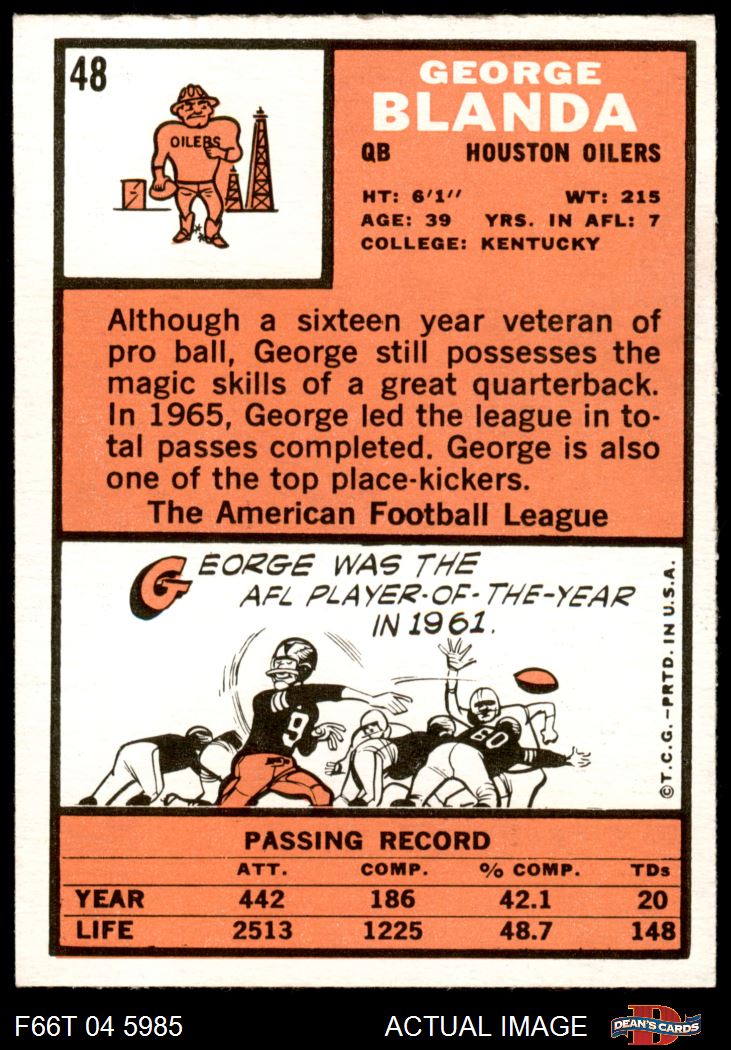 48
OILERS
GEORGE
BLANDA
QB HOUSTON OILERS
HT: 6'1'' WT: 215
AGE: 39 YRS. IN AFL: 7
COLLEGE: KENTUCKY
Although a sixteen year veteran of
pro ball, George still possesses the
magic skills of a great quarterback.
In 1965, George led the league in to-
tal passes completed. George is also
one of the top place-kickers.
The American Football League
GEORGE WAS THE
AFL PLAYER-OF-THE-YEAR
IN 1961.
9
60
©T.C.G.–PRTD. IN U.S.A.
PASSING RECORD
ATT. COMP. % COMP. TDs
YEAR 442 186 42.1 20
LIFE 2513 1225 48.7 148
F66T 04 5985 ACTUAL IMAGE
D
DEAN'S CARDS